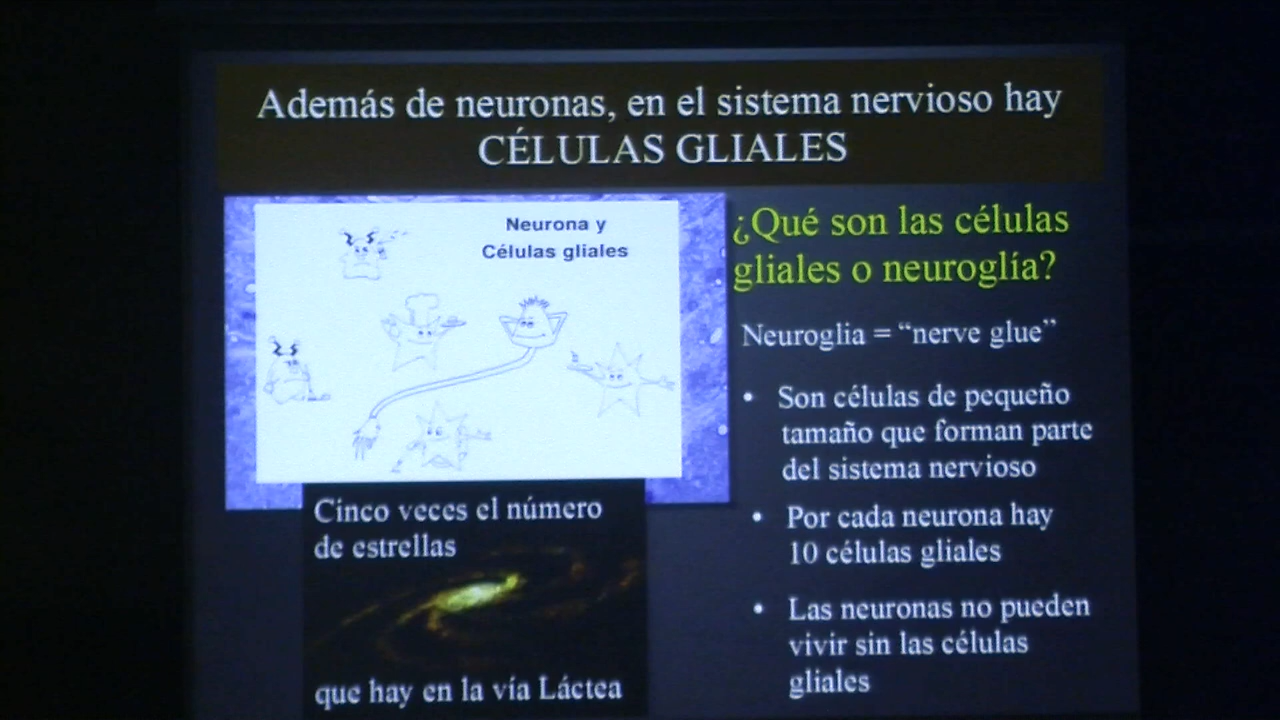 Además de neuronas, en el sistema nervioso hay
CÉLULAS GLIALES
Neurona y
Células gliales
¿Qué son las células
gliales o neuroglía?
Neuroglia = “nerve glue”
• Son células de pequeño
tamaño que forman parte
del sistema nervioso
• Por cada neurona hay
10 células gliales
• Las neuronas no pueden
vivir sin las células
gliales
Cinco veces el número
de estrellas
que hay en la vía Láctea